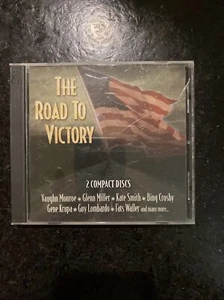 THE
ROAD TO
VICTORY
2 COMPACT DISCS
Vaughn Monroe ★ Glenn Miller ★ Kate Smith ★ Bing Crosby
Gene Krupa ★ Guy Lombardo ★ Fats Waller and many more...